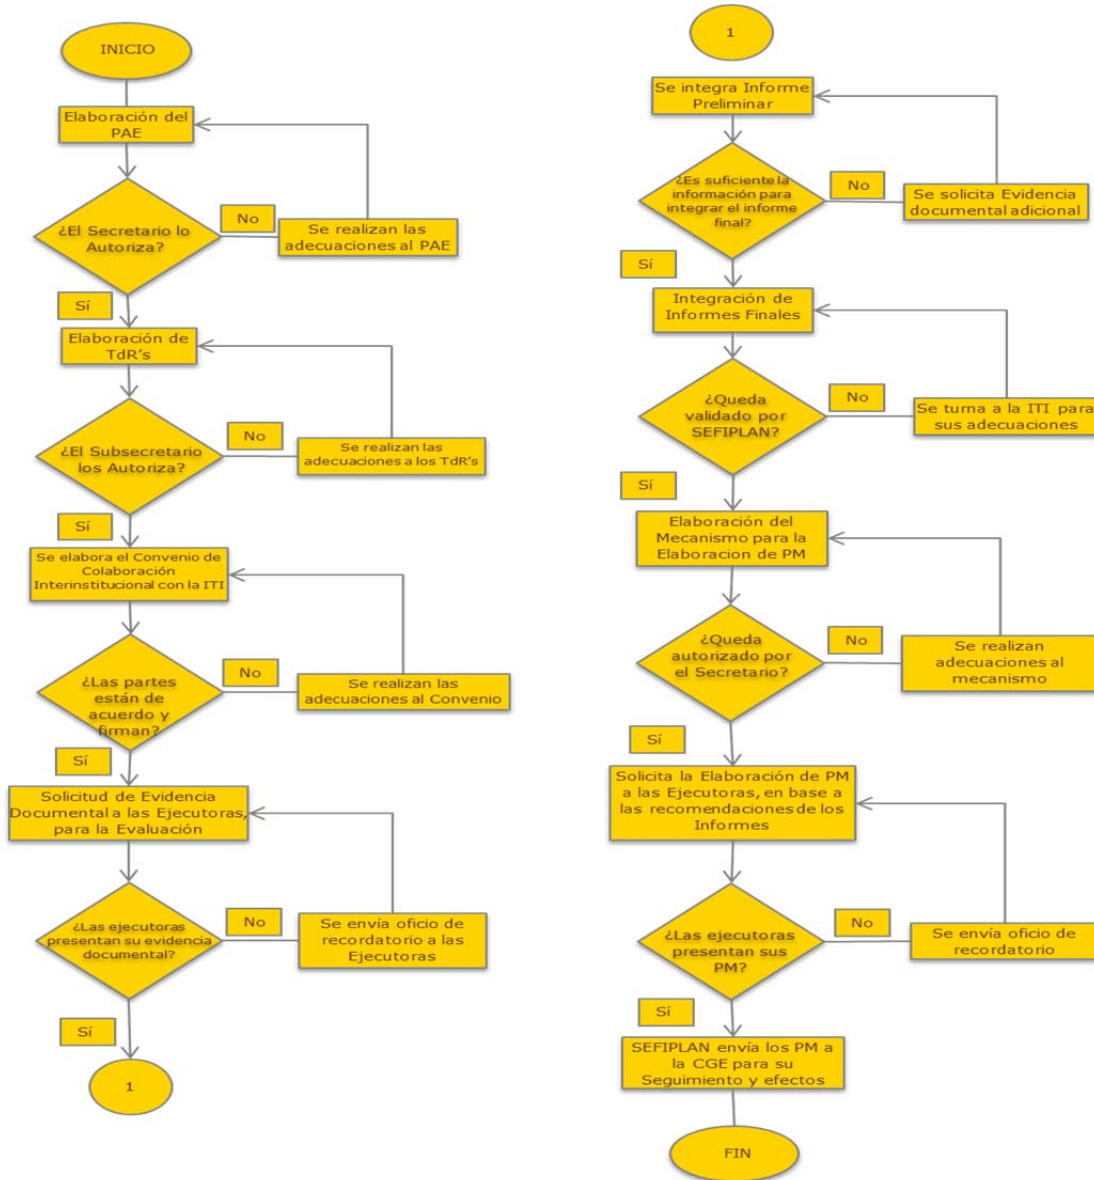 INICIO
Elaboración del
PAE
¿El Secretario lo
Autoriza?
No
Se realizan las
adecuaciones al PAE
Sí
Elaboración de
TdR's
¿El Subsecretario
los Autoriza?
No
Se realizan las
adecuaciones a los TdR's
Sí
Se elabora el Convenio de
Colaboración
Interinstitucional con la ITI
¿Las partes
están de
acuerdo y
firman?
No
Se realizan las
adecuaciones al Convenio
Sí
Solicitud de Evidencia
Documental a las Ejecutoras,
para la Evaluación
¿Las ejecutoras
presentan su evidencia
documental?
No
Se envía oficio de
recordatorio a las
Ejecutoras
Sí
1
1
Se integra Informe
Preliminar
¿Es suficiente la
información para
integrar el informe
final?
No
Se solicita Evidencia
documental adicional
Sí
Integración de
Informes Finales
¿Queda
validado por
SEFIPLAN?
No
Se turna a la ITI para
sus adecuaciones
Sí
Elaboración del
Mecanismo para la
Elaboracion de PM
¿Queda
autorizado por
el Secretario?
No
Se realizan
adecuaciones al
mecanismo
Sí
Solicita la Elaboración de PM
a las Ejecutoras, en base a
las recomendaciones de los
Informes
¿Las ejecutoras
presentan sus
PM?
No
Se envía oficio de
recordatorio
Sí
SEFIPLAN envía los PM a
la CGE para su
Seguimiento y efectos
FIN